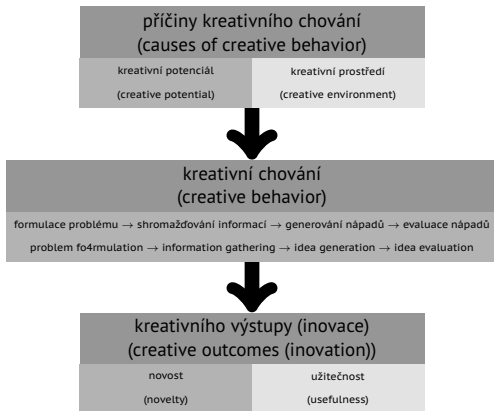 příčiny kreativního chování
(causes of creative behavior)
kreativní potenciál
(creative potential)
kreativní prostředí
(creative environment)
kreativní chování
(creative behavior)
formulace problému → shromažďování informací → generování nápadů → evaluace nápadů
problem fo4rmulation → information gathering → idea generation → idea evaluation
kreativního výstupy (inovace)
(creative outcomes (inovation))
novost
(novelty)
užitečnost
(usefulness)